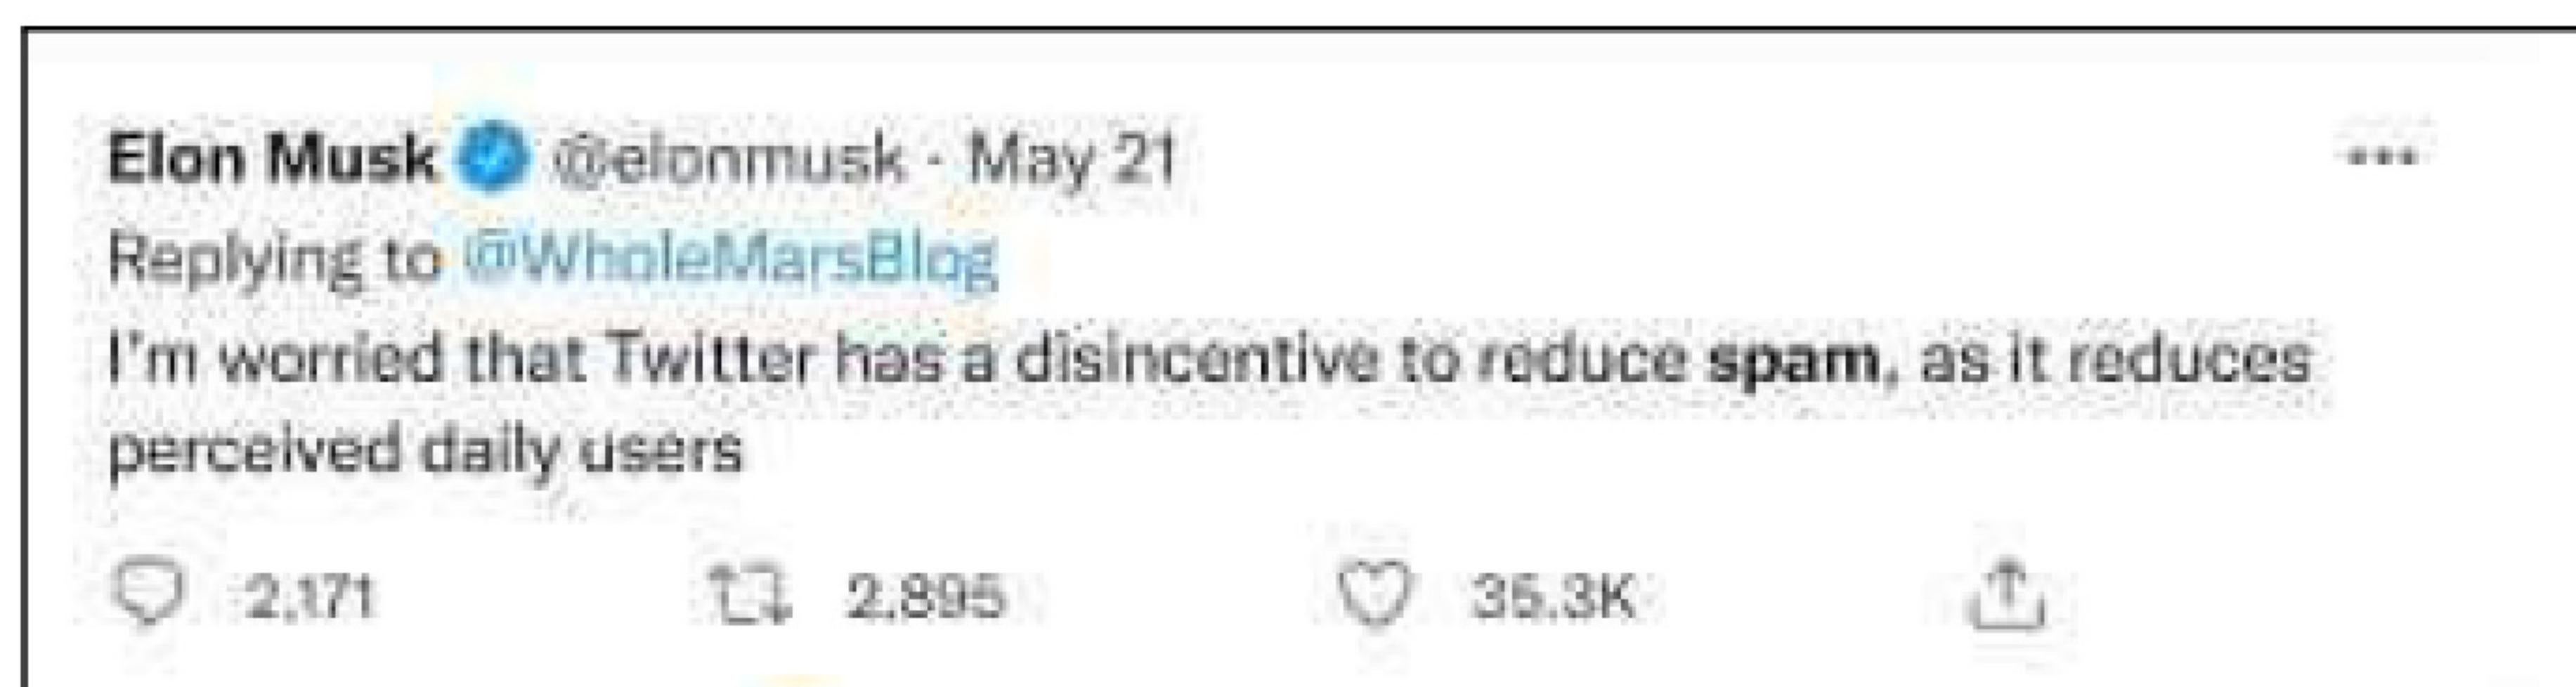 Elon Musk @elonmusk · May 21
Replying to @WholeMarsBlog
I'm worried that Twitter has a disincentive to reduce spam, as it reduces
perceived daily users
2,171 2,895 35.3K